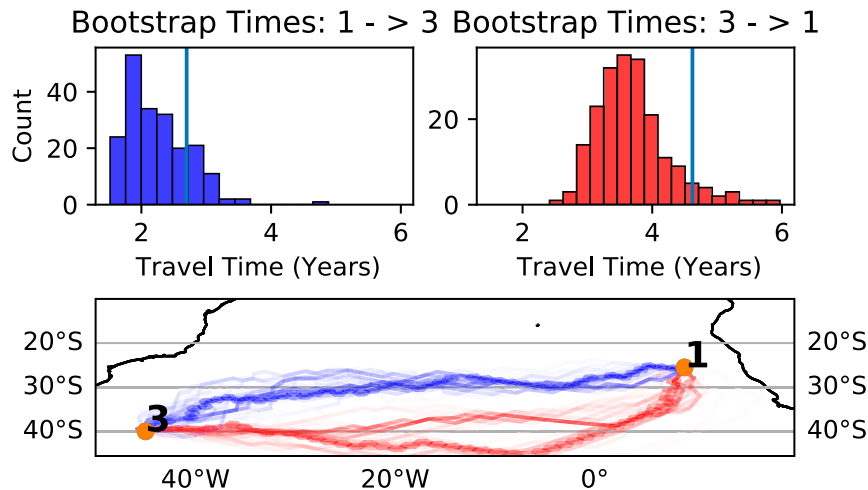 Bootstrap Times: 1 - > 3 Bootstrap Times: 3 - > 1
Count
40
20
0
20
0
2 4 6
2 4 6
Travel Time (Years) Travel Time (Years)
20°S 20°S
1
30°S 30°S
3
40°S 40°S
40°W 20°W 0°